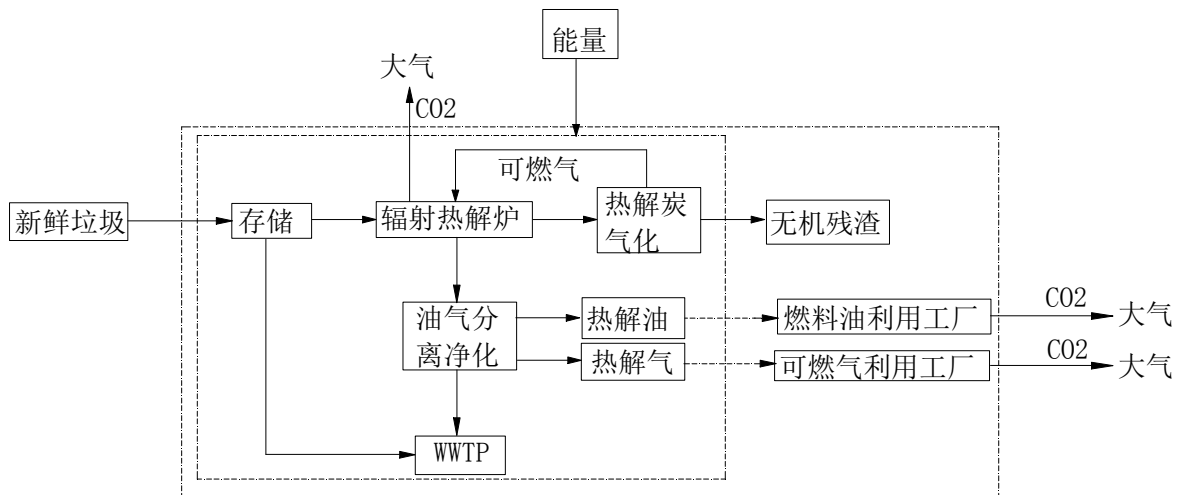 能量
大气
CO2
可燃气
新鲜垃圾
存储
辐射热解炉
热解炭
气化
无机残渣
油气分
离净化
热解油
燃料油利用工厂
CO2
大气
热解气
可燃气利用工厂
CO2
大气
WWTP